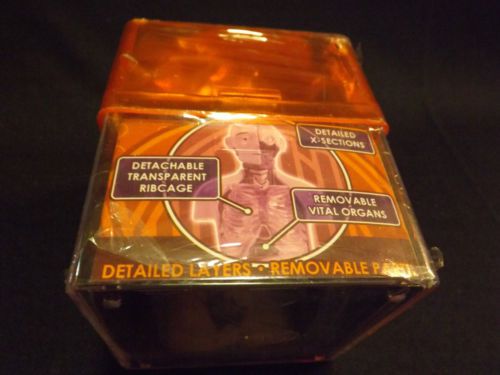 DETAILED
X-SECTIONS
DETACHABLE
TRANSPARENT
RIBCAGE
REMOVABLE
VITAL ORGANS
DETAILED LAYERS • REMOVABLE PARTS